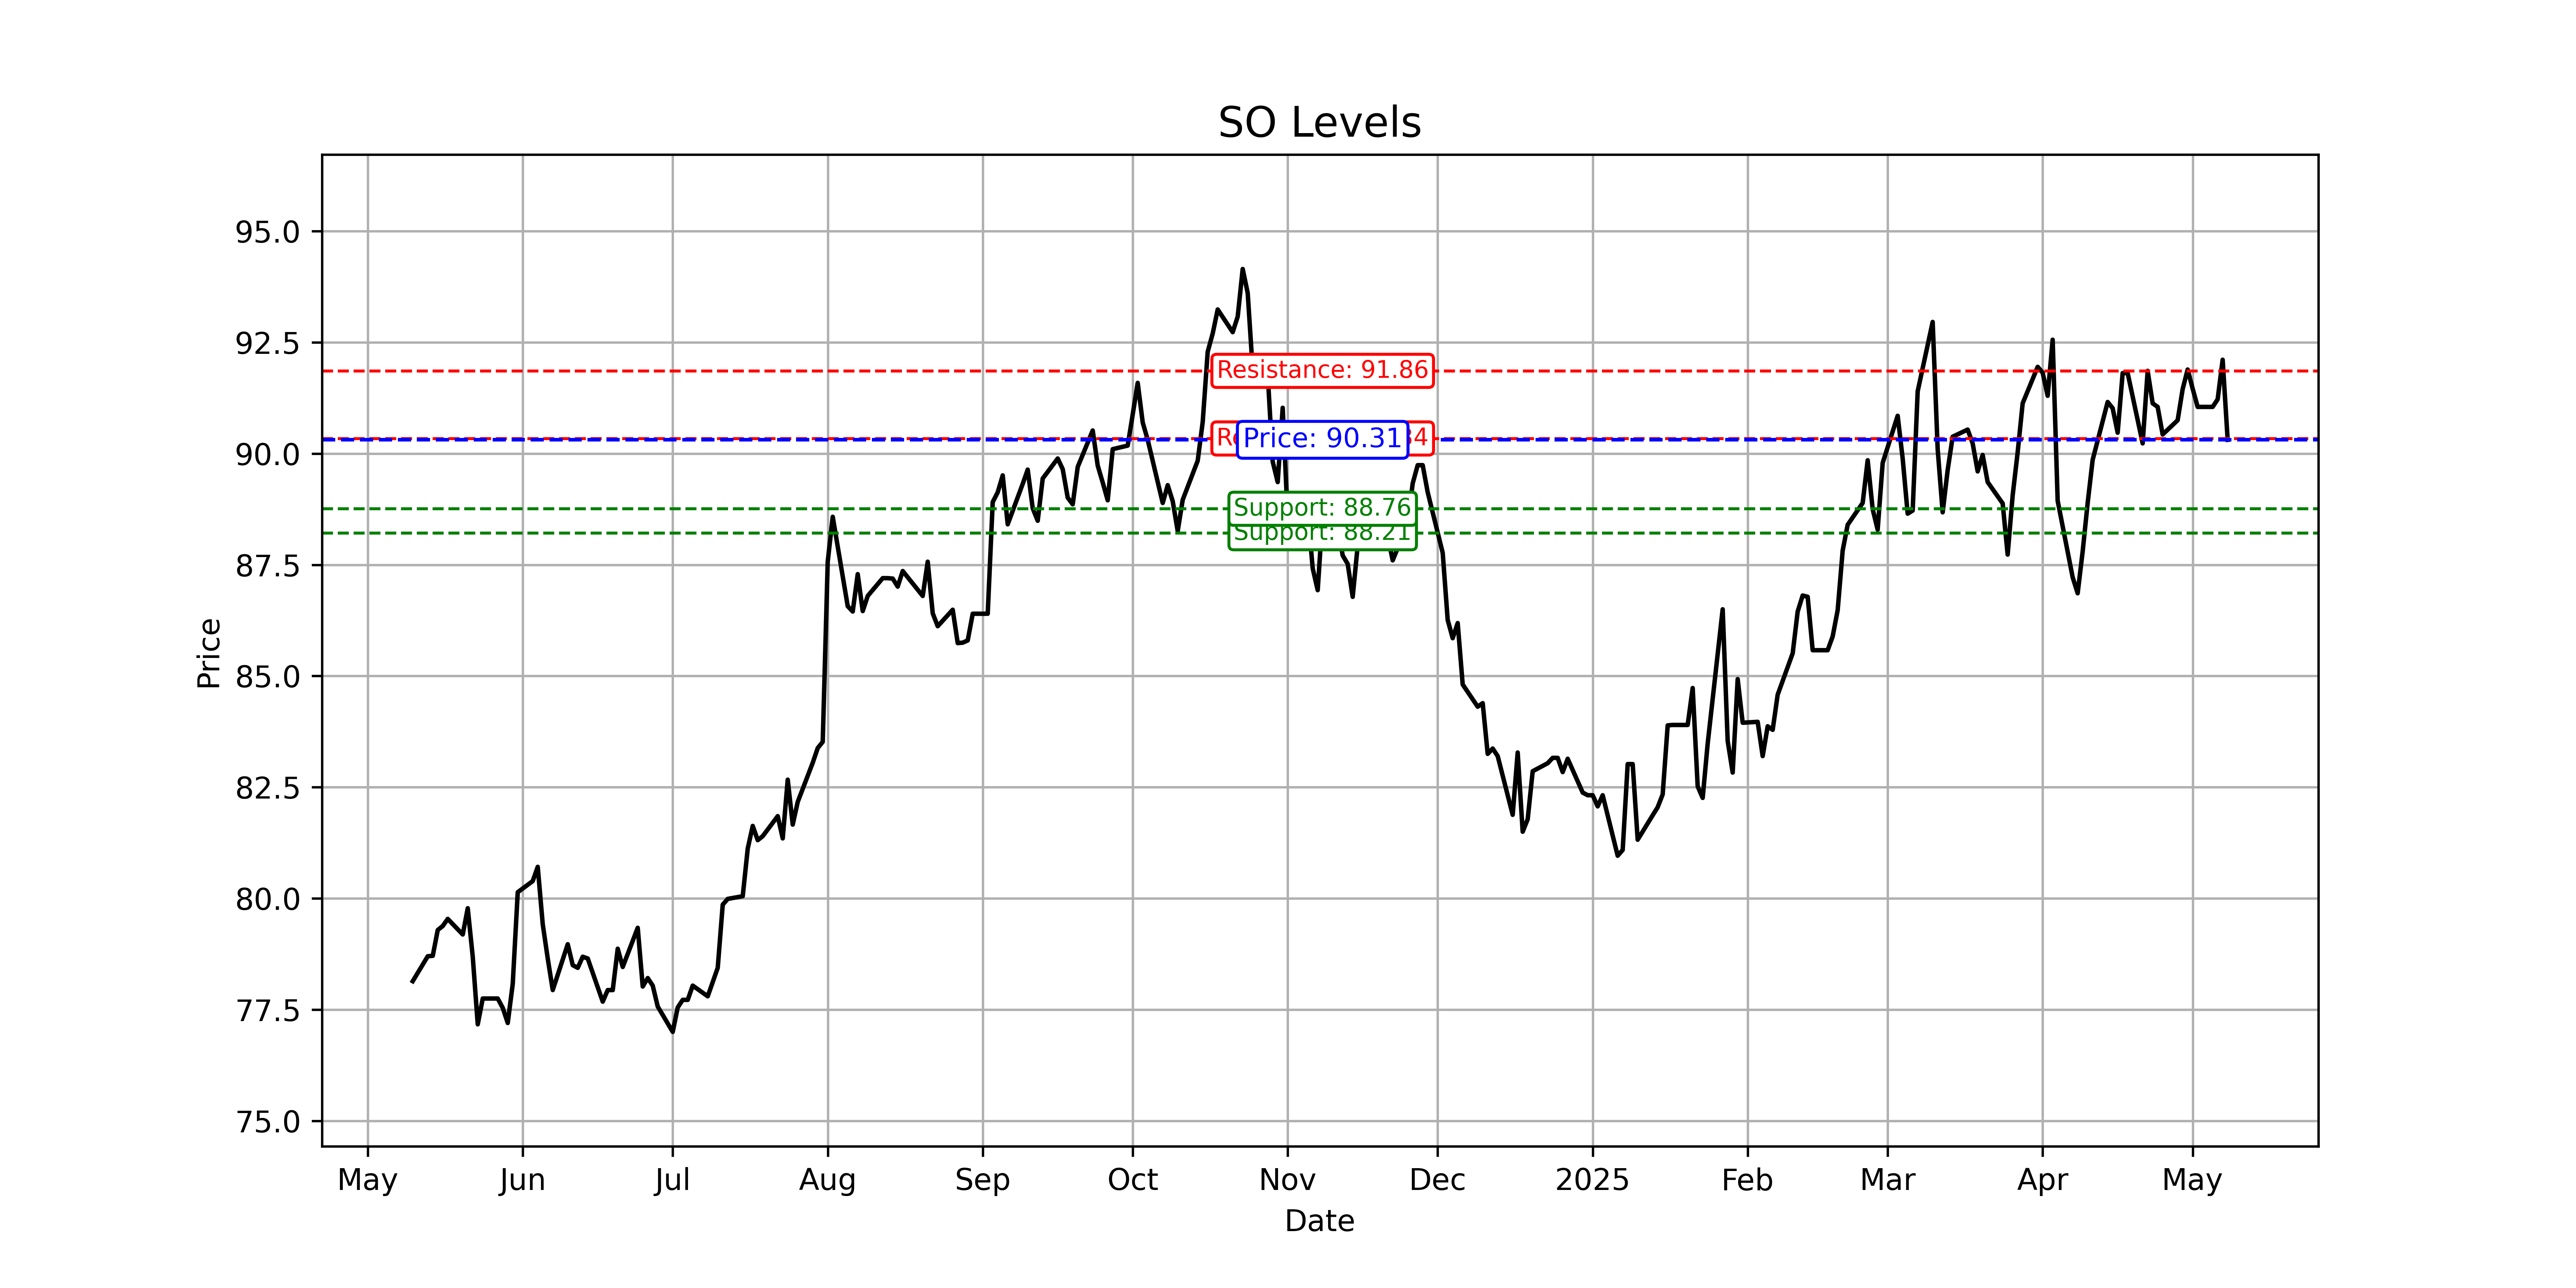 SO Levels
95.0
92.5
90.0
87.5
85.0
82.5
80.0
77.5
75.0
Price
Resistance: 91.86
Price: 90.31
Support: 88.76
Support: 88.21
May Jun Jul Aug Sep Oct Nov Dec 2025 Feb Mar Apr May
Date